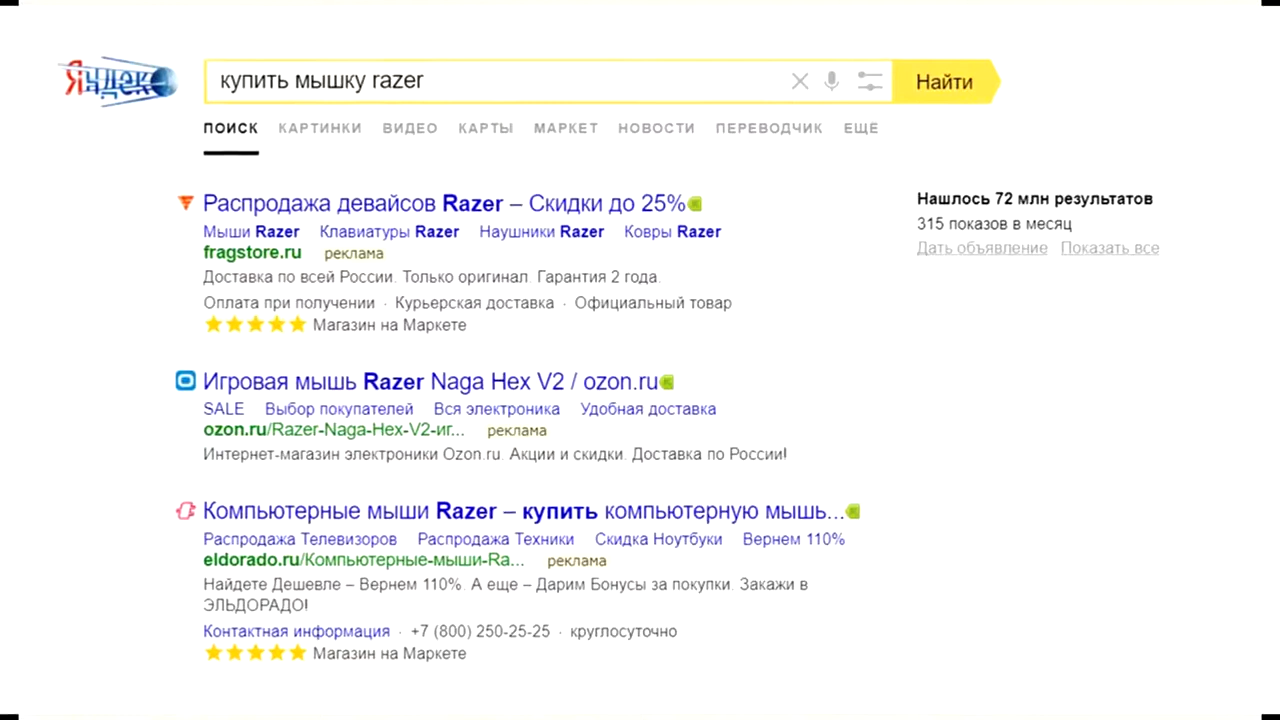 Яндекс
купить мышку razer
Найти
ПОИСК КАРТИНКИ ВИДЕО КАРТЫ МАРКЕТ НОВОСТИ ПЕРЕВОДЧИК ЕЩЁ
Распродажа девайсов Razer – Скидки до 25%
Мыши Razer Клавиатуры Razer Наушники Razer Ковры Razer
fragstore.ru реклама
Доставка по всей России. Только оригинал. Гарантия 2 года.
Оплата при получении · Курьерская доставка · Официальный товар
Магазин на Маркете
Игровая мышь Razer Naga Hex V2 / ozon.ru
SALE Выбор покупателей Вся электроника Удобная доставка
ozon.ru/Razer-Naga-Hex-V2-иг... реклама
Интернет-магазин электроники Ozon.ru. Акции и скидки. Доставка по России!
Компьютерные мыши Razer – купить компьютерную мышь...
Распродажа Телевизоров Распродажа Техники Скидка Ноутбуки Вернем 110%
eldorado.ru/Компьютерные-мыши-Ra... реклама
Найдете Дешевле – Вернем 110%. А еще – Дарим Бонусы за покупки. Закажи в
ЭЛЬДОРАДО!
Контактная информация · +7 (800) 250-25-25 · круглосуточно
Магазин на Маркете
Нашлось 72 млн результатов
315 показов в месяц
Дать объявление Показать все